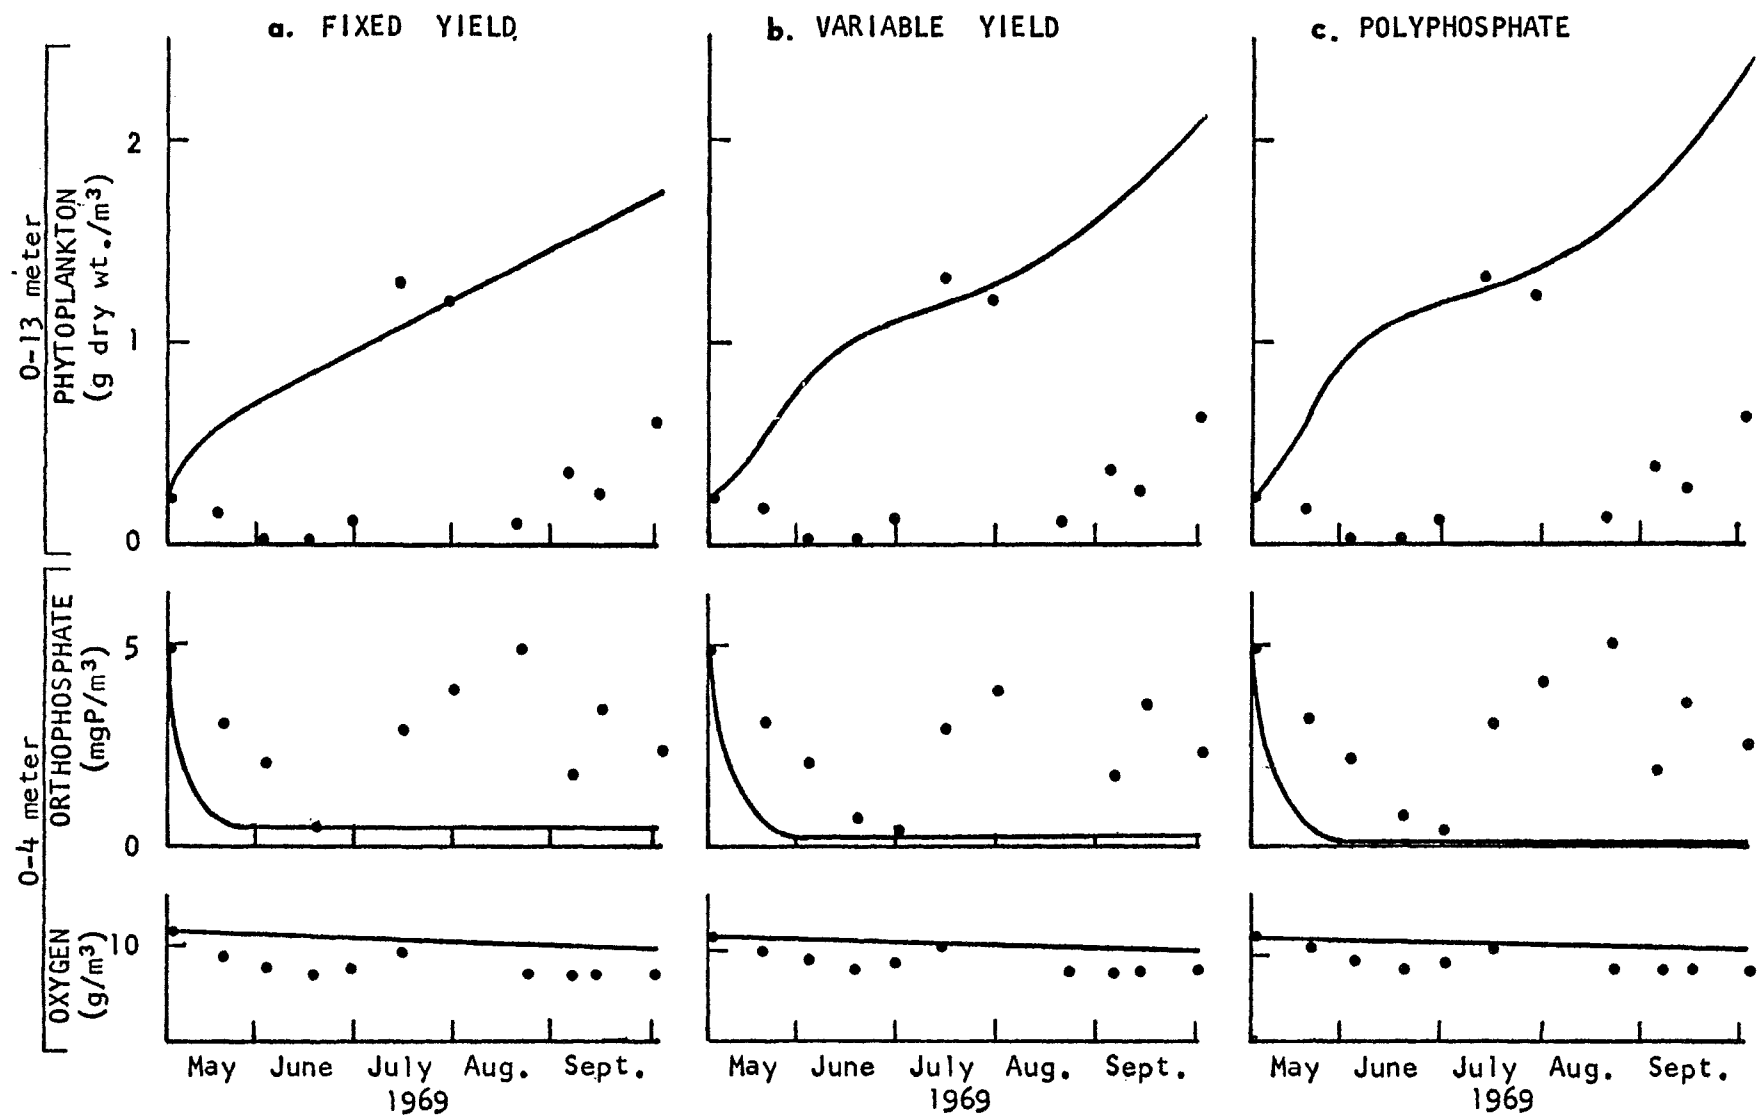 a. FIXED YIELD.
b. VARIABLE YIELD
c. POLYPHOSPHATE
0-13 meter
PHYTOPLANKTON
(g dry wt./m³)
2
1
0
0-4 meter
ORTHOPHOSPHATE
(mgP/m³)
5
0
OXYGEN
(g/m³)
10
May June July Aug. Sept.
1969
May June July Aug. Sept.
1969
May June July Aug. Sept.
1969